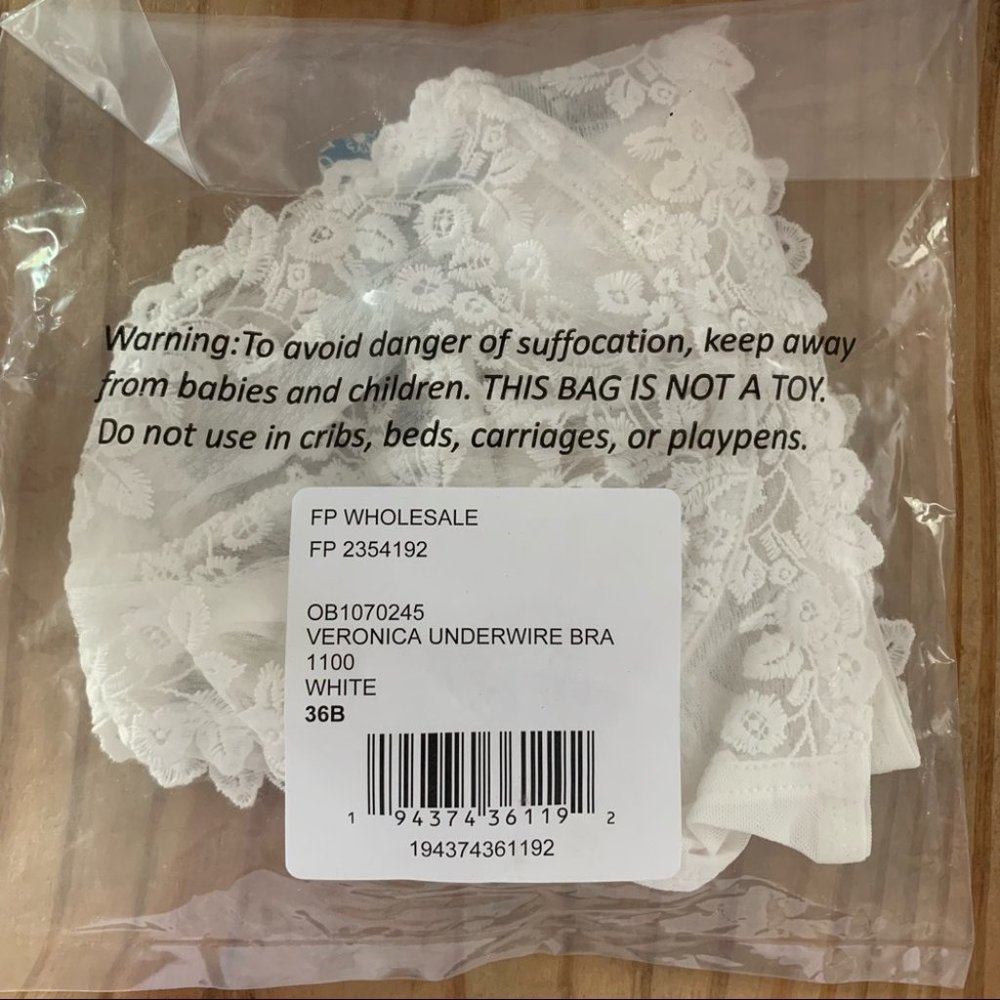 Warning:To avoid danger of suffocation, keep away
from babies and children. THIS BAG IS NOT A TOY.
Do not use in cribs, beds, carriages, or playpens.
FP WHOLESALE
FP 2354192
OB1070245
VERONICA UNDERWIRE BRA
1100
WHITE
36B
1 94374 36119 2
194374361192